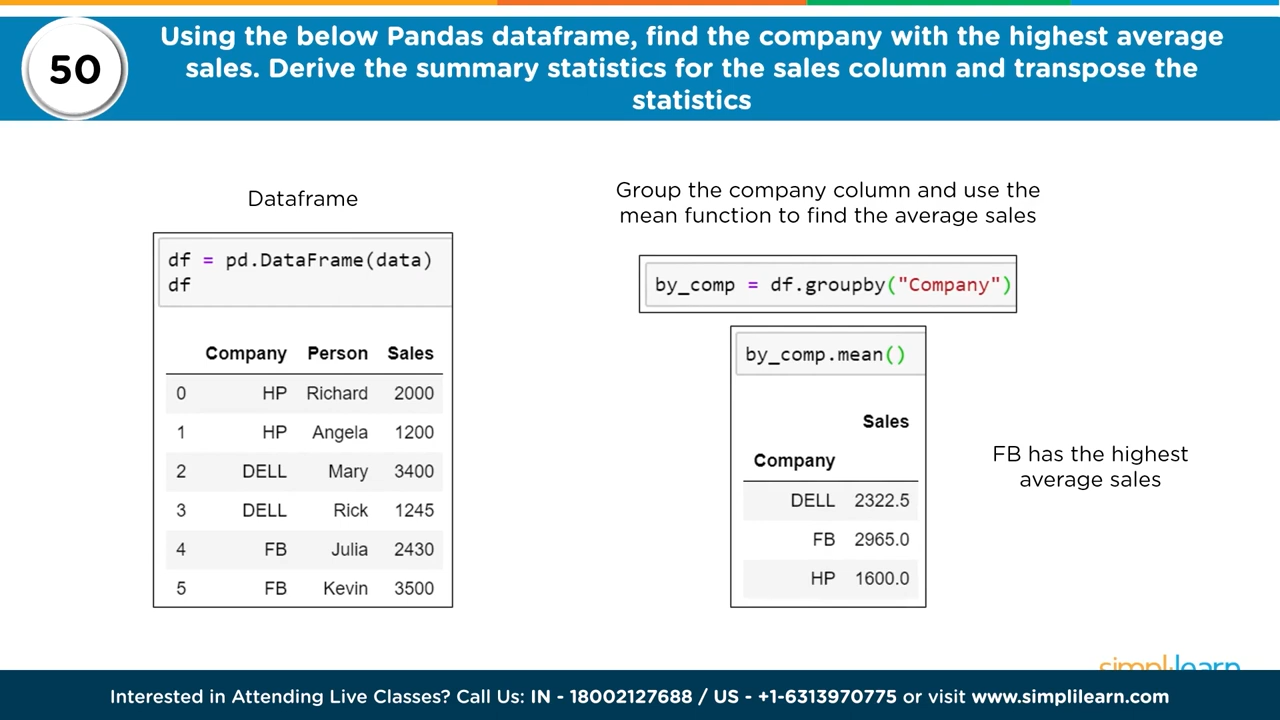 50
Using the below Pandas dataframe, find the company with the highest average
sales. Derive the summary statistics for the sales column and transpose the
statistics
Dataframe
df = pd.DataFrame(data)
df
Company Person Sales
0 HP Richard 2000
1 HP Angela 1200
2 DELL Mary 3400
3 DELL Rick 1245
4 FB Julia 2430
5 FB Kevin 3500
Group the company column and use the
mean function to find the average sales
by_comp = df.groupby("Company")
by_comp.mean()
Sales
Company
DELL 2322.5
FB 2965.0
HP 1600.0
FB has the highest
average sales
simplilearn
Interested in Attending Live Classes? Call Us: IN - 18002127688 / US - +1-6313970775 or visit www.simplilearn.com